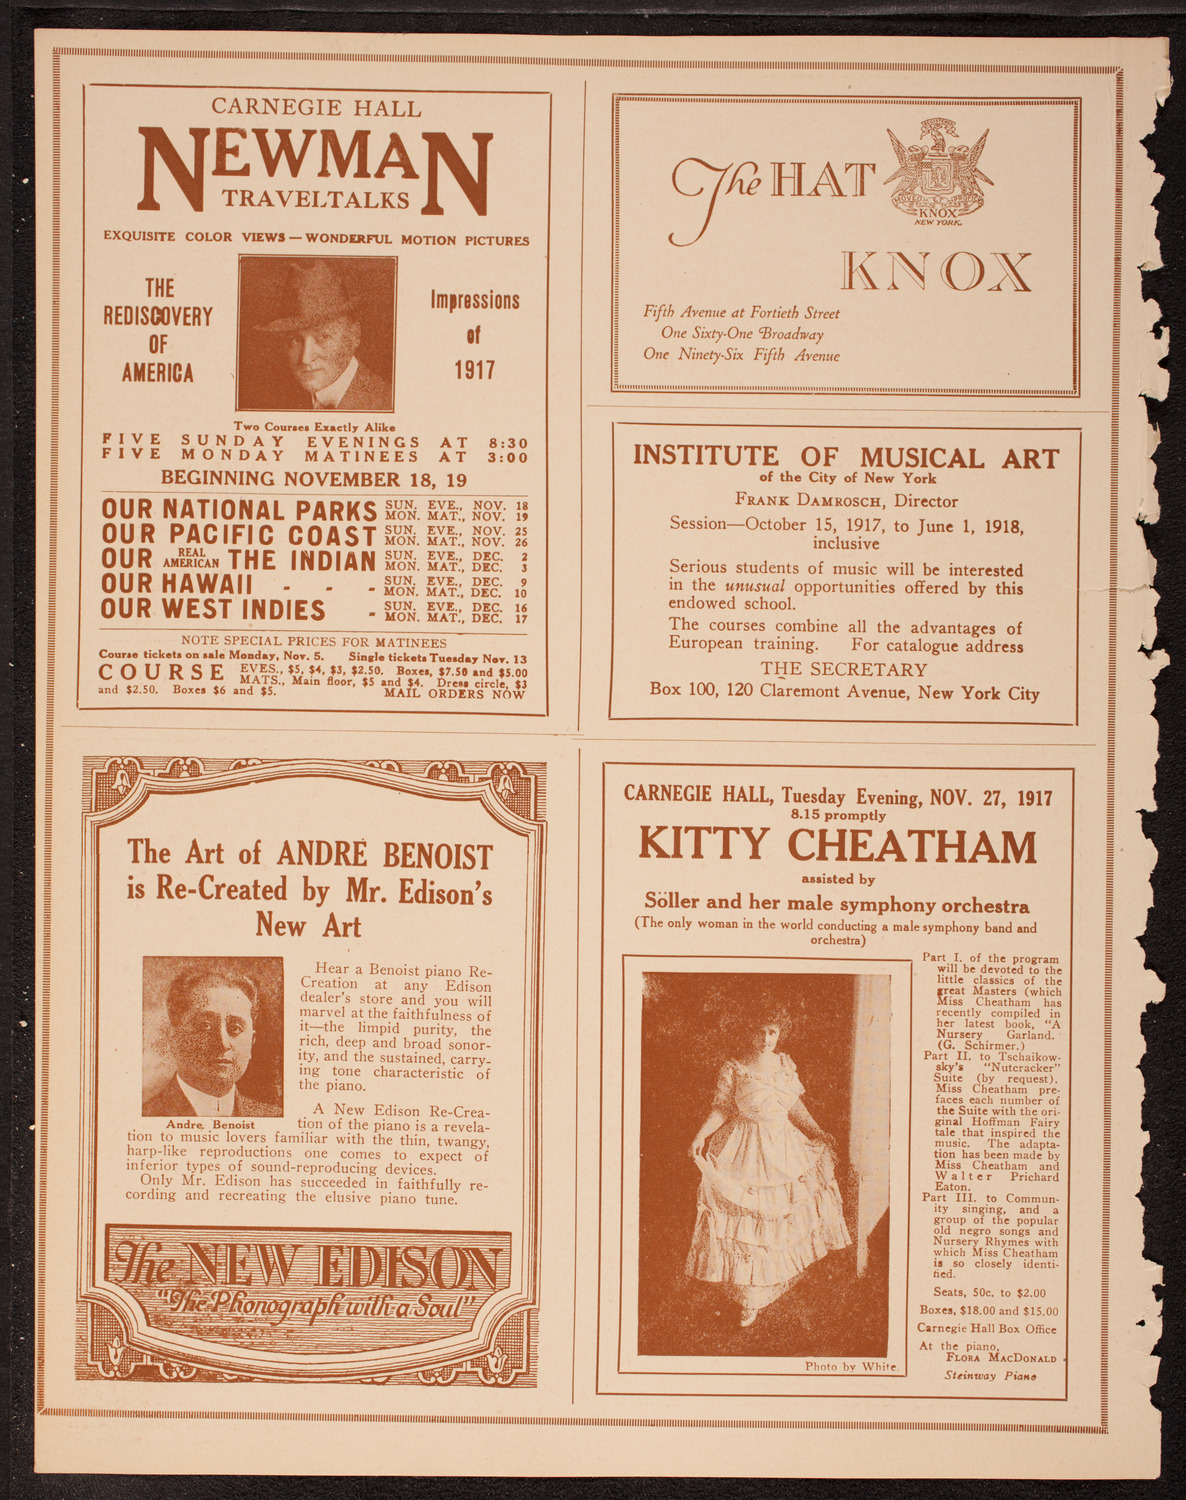 CARNEGIE HALL
NEWMAN
TRAVELTALKS
EXQUISITE COLOR VIEWS — WONDERFUL MOTION PICTURES
THE
REDISCOVERY
OF
AMERICA
Impressions
of
1917
Two Courses Exactly Alike
FIVE SUNDAY EVENINGS AT 8:30
FIVE MONDAY MATINEES AT 3:00
BEGINNING NOVEMBER 18, 19
OUR NATIONAL PARKS SUN. EVE., NOV. 18
MON. MAT., NOV. 19
OUR PACIFIC COAST SUN. EVE., NOV. 25
MON. MAT., NOV. 26
OUR REAL AMERICAN THE INDIAN SUN. EVE., DEC. 2
MON. MAT., DEC. 3
OUR HAWAII - - - SUN. EVE., DEC. 9
MON. MAT., DEC. 10
OUR WEST INDIES - SUN. EVE., DEC. 16
MON. MAT., DEC. 17
NOTE SPECIAL PRICES FOR MATINEES
Course tickets on sale Monday, Nov. 5. Single tickets Tuesday Nov. 13
COURSE EVES., $5, $4, $3, $2.50. Boxes, $7.50 and $5.00
MATS., Main floor, $5 and $4. Dress circle, $3
and $2.50. Boxes $6 and $5. MAIL ORDERS NOW
The HAT
KNOX
REGISTERED
MOVEO ET PROFICIO
KNOX
NEW YORK.
Fifth Avenue at Fortieth Street
One Sixty-One Broadway
One Ninety-Six Fifth Avenue
INSTITUTE OF MUSICAL ART
of the City of New York
FRANK DAMROSCH, Director
Session—October 15, 1917, to June 1, 1918,
inclusive
Serious students of music will be interested
in the unusual opportunities offered by this
endowed school.
The courses combine all the advantages of
European training. For catalogue address
THE SECRETARY
Box 100, 120 Claremont Avenue, New York City
The Art of ANDRÉ BENOIST
is Re-Created by Mr. Edison's
New Art
Hear a Benoist piano Re-
Creation at any Edison
dealer's store and you will
marvel at the faithfulness of
it—the limpid purity, the
rich, deep and broad sonor-
ity, and the sustained, carry-
ing tone characteristic of
the piano.
Andre, Benoist
A New Edison Re-Crea-
tion of the piano is a revela-
tion to music lovers familiar with the thin, twangy,
harp-like reproductions one comes to expect of
inferior types of sound-reproducing devices.
Only Mr. Edison has succeeded in faithfully re-
cording and recreating the elusive piano tune.
The NEW EDISON
"The Phonograph with a Soul"
CARNEGIE HALL, Tuesday Evening, NOV. 27, 1917
8.15 promptly
KITTY CHEATHAM
assisted by
Söller and her male symphony orchestra
(The only woman in the world conducting a male symphony band and
orchestra)
Part I. of the program
will be devoted to the
little classics of the
great Masters (which
Miss Cheatham has
recently compiled in
her latest book, "A
Nursery Garland.
(G. Schirmer.)
Part II. to Tschaikow-
sky's "Nutcracker"
Suite (by request).
Miss Cheatham pre-
faces each number of
the Suite with the ori-
ginal Hoffman Fairy
tale that inspired the
music. The adapta-
tion has been made by
Miss Cheatham and
Walter Prichard
Eaton.
Part III. to Commun-
ity singing, and a
group of the popular
old negro songs and
Nursery Rhymes with
which Miss Cheatham
is so closely identi-
fied.
Seats, 50c. to $2.00
Boxes, $18.00 and $15.00
Carnegie Hall Box Office
At the piano,
FLORA MACDONALD
Steinway Piano
Photo by White.